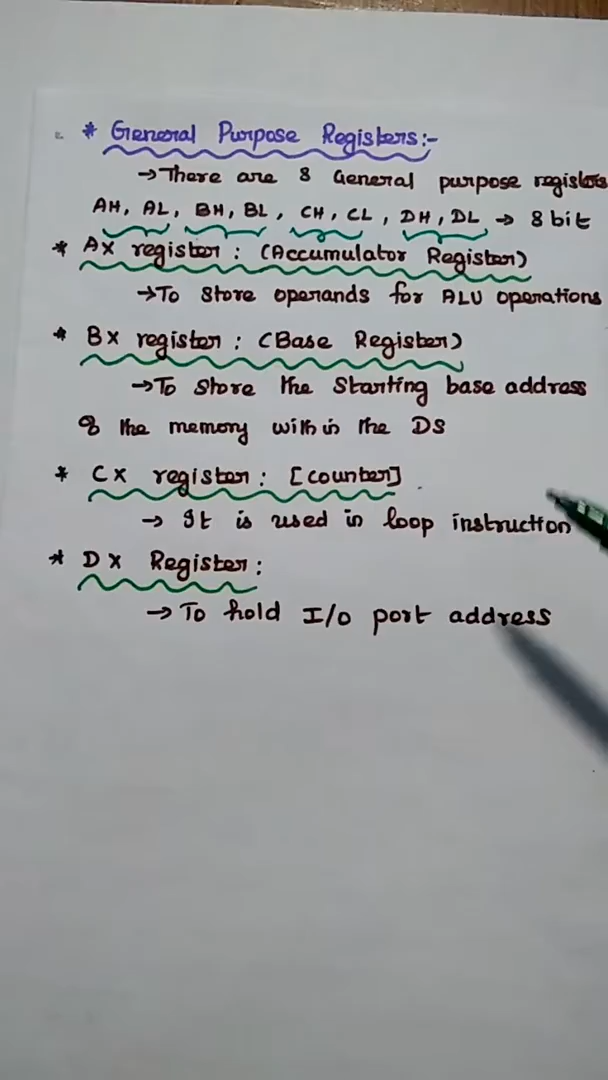 * General Purpose Registers:-
→ There are 8 General purpose registers
AH, AL, BH, BL, CH, CL, DH, DL → 8 bit
* AX register : (Accumulator Register)
→ To store operands for ALU operations
* BX register : (Base Register)
→ To store the starting base address
of the memory with in the DS
* CX register : [counter]
→ It is used in loop instruction
* DX Register :
→ To hold I/O port address